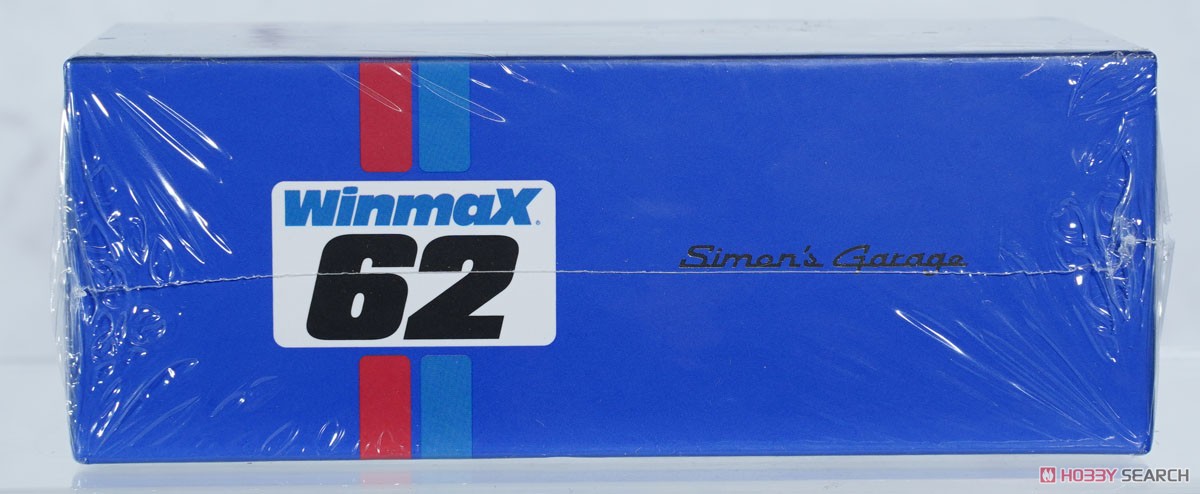 WinmaX
62
Simon's Garage
HOBBY SEARCH